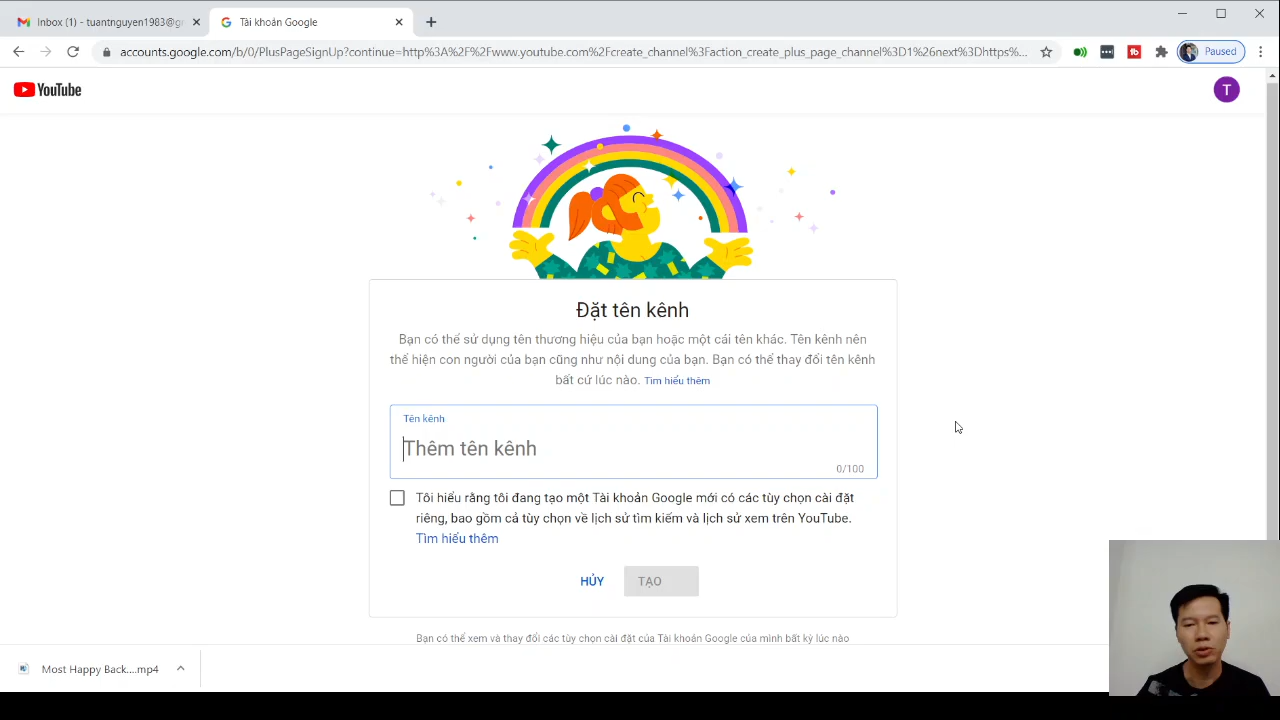 Inbox (1) - tuantnguyen1983@gr
Tài khoản Google
accounts.google.com/b/0/PlusPageSignUp?continue=http%3A%2F%2Fwww.youtube.com%2Fcreate_channel%3Faction_create_plus_page_channel%3D1%26next%3Dhttps%...
Paused
YouTube
T
Đặt tên kênh
Bạn có thể sử dụng tên thương hiệu của bạn hoặc một cái tên khác. Tên kênh nên
thể hiện con người của bạn cũng như nội dung của bạn. Bạn có thể thay đổi tên kênh
bất cứ lúc nào. Tìm hiểu thêm
Tên kênh
Thêm tên kênh
0/100
Tôi hiểu rằng tôi đang tạo một Tài khoản Google mới có các tùy chọn cài đặt
riêng, bao gồm cả tùy chọn về lịch sử tìm kiếm và lịch sử xem trên YouTube.
Tìm hiểu thêm
HỦY
TẠO
Bạn có thể xem và thay đổi các tùy chọn cài đặt của Tài khoản Google của mình bất kỳ lúc nào
Most Happy Back....mp4